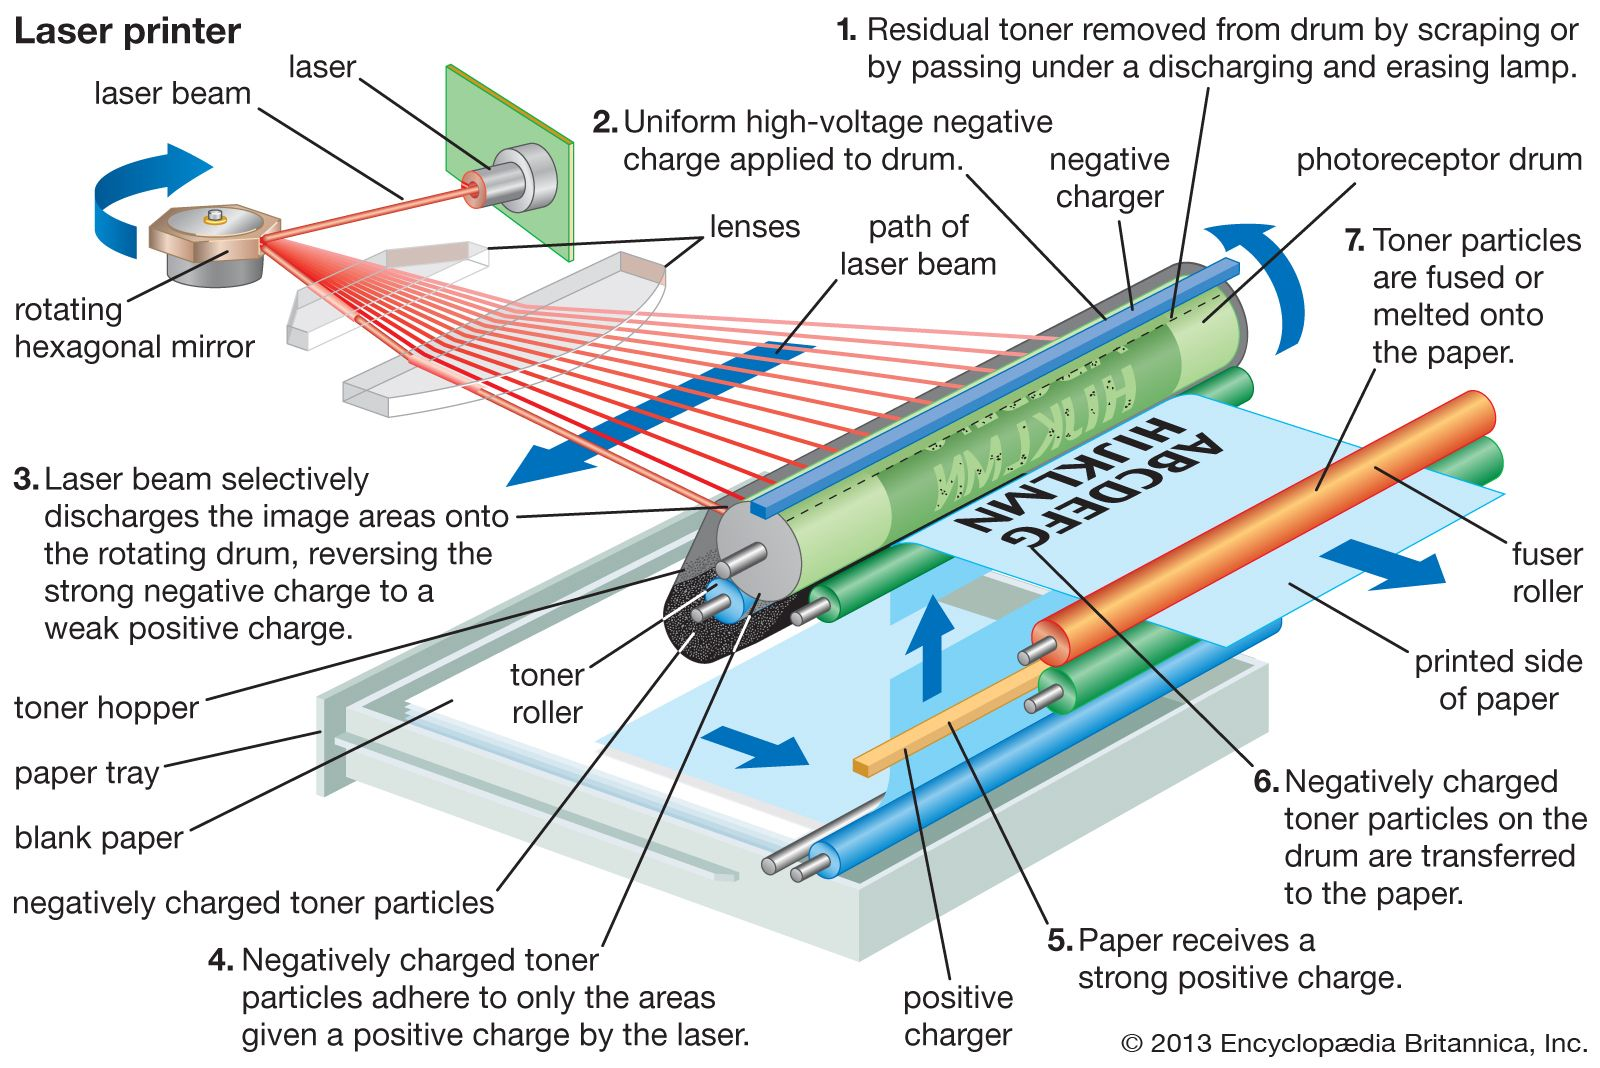 Laser printer
laser
laser beam
rotating
hexagonal mirror
lenses
path of
laser beam
1. Residual toner removed from drum by scraping or
by passing under a discharging and erasing lamp.
2. Uniform high-voltage negative
charge applied to drum.
negative
charger
photoreceptor drum
7. Toner particles
are fused or
melted onto
the paper.
3. Laser beam selectively
discharges the image areas onto
the rotating drum, reversing the
strong negative charge to a
weak positive charge.
ABCDEFG
HIJKLMN
HIJK
fuser
roller
printed side
of paper
toner
roller
toner hopper
paper tray
blank paper
negatively charged toner particles
4. Negatively charged toner
particles adhere to only the areas
given a positive charge by the laser.
positive
charger
5. Paper receives a
strong positive charge.
6. Negatively charged
toner particles on the
drum are transferred
to the paper.
© 2013 Encyclopædia Britannica, Inc.